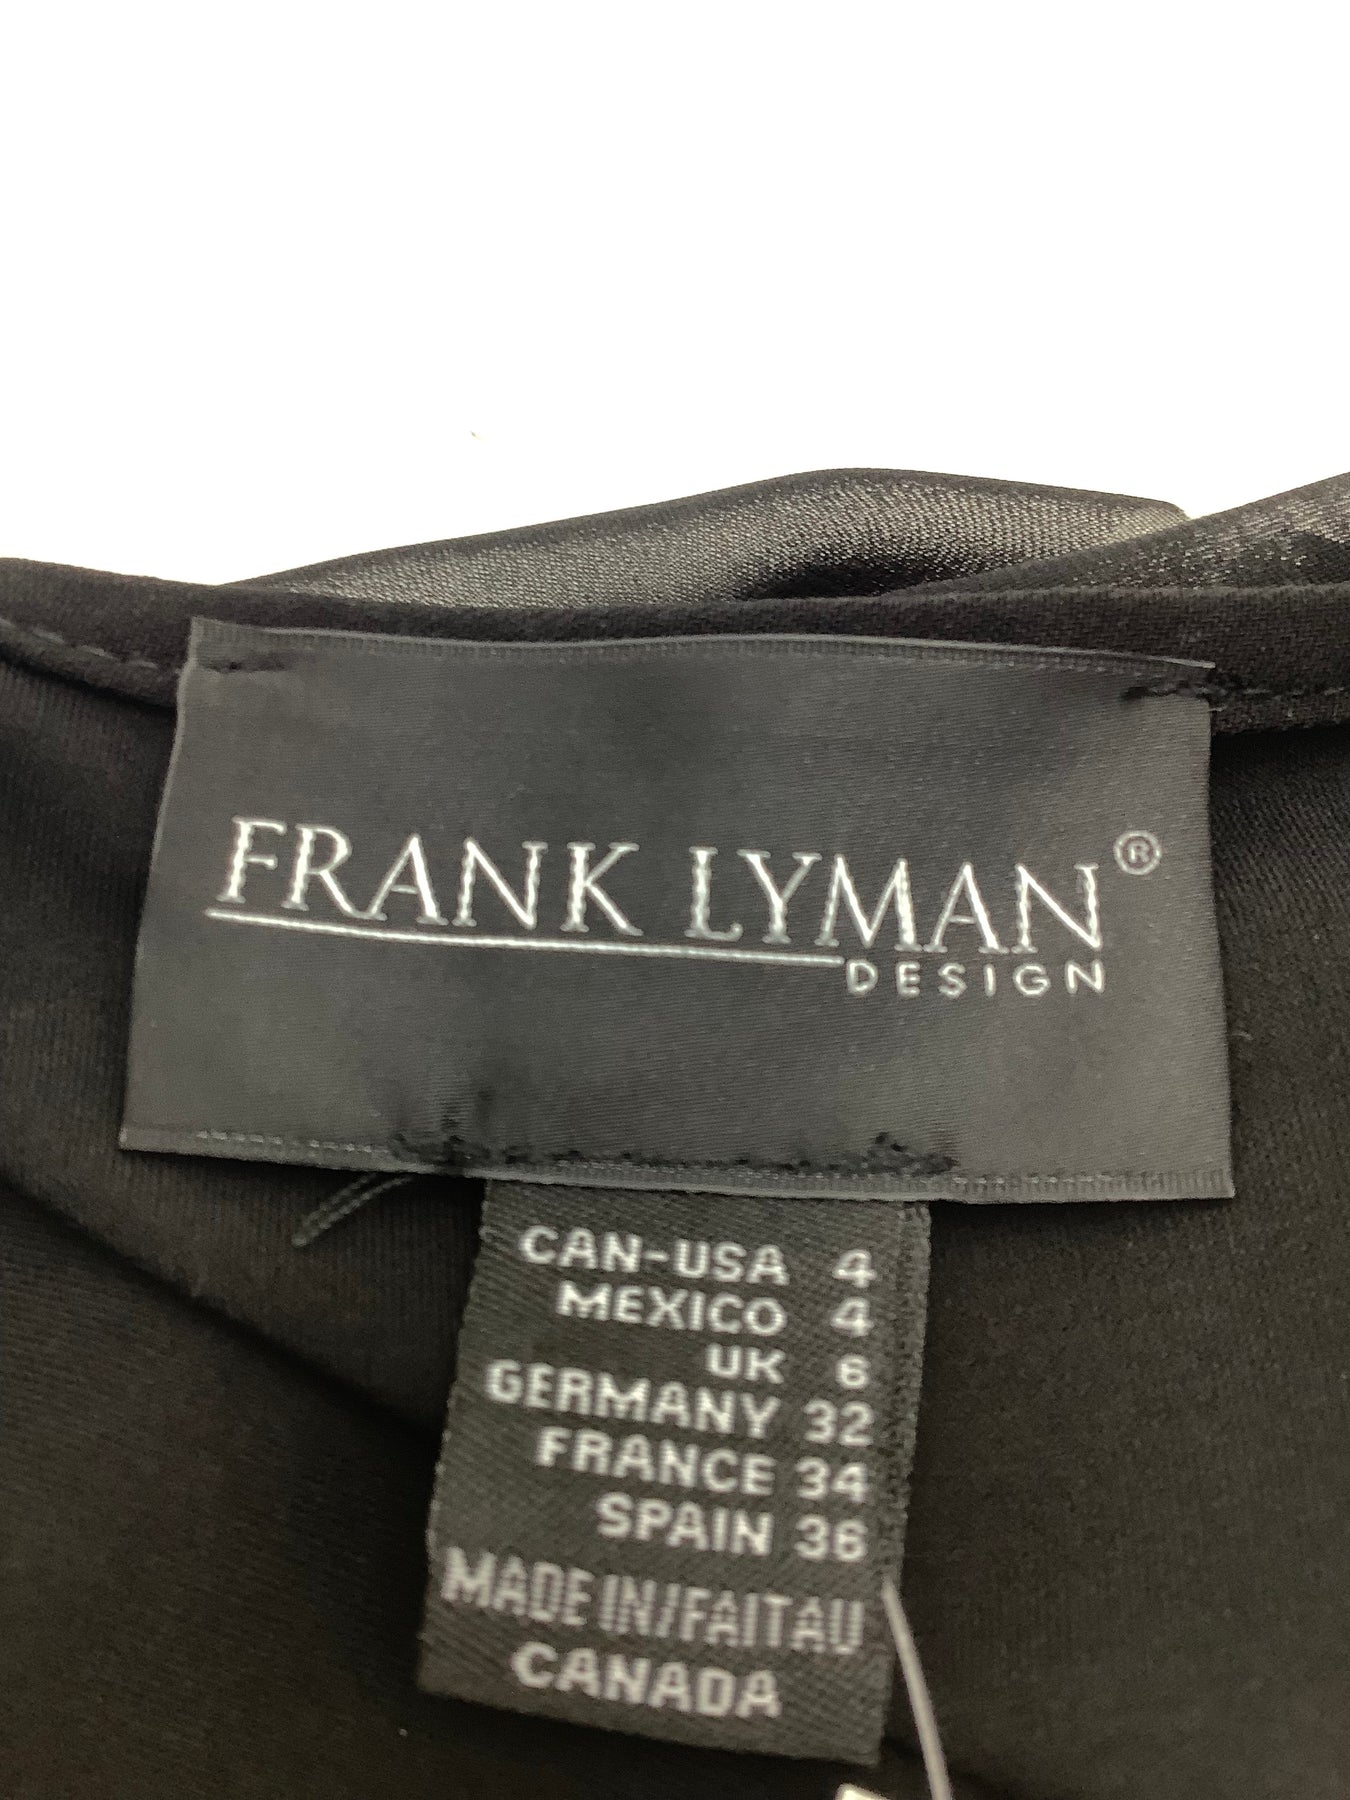 FRANK LYMAN®
DESIGN
CAN-USA 4
MEXICO 4
UK 6
GERMANY 32
FRANCE 34
SPAIN 36
MADE IN/FAIT AU
CANADA